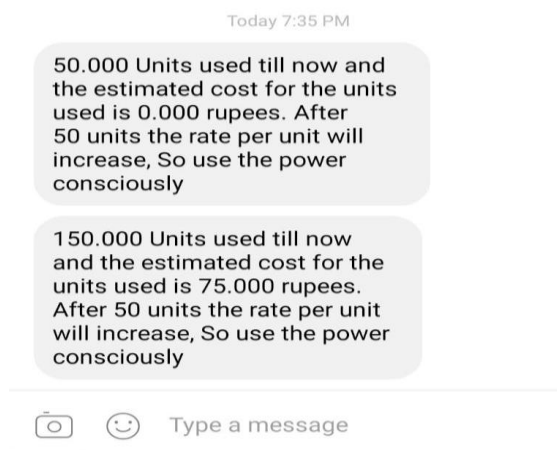 Today 7:35 PM
50.000 Units used till now and
the estimated cost for the units
used is 0.000 rupees. After
50 units the rate per unit will
increase, So use the power
consciously
150.000 Units used till now
and the estimated cost for the
units used is 75.000 rupees.
After 50 units the rate per unit
will increase, So use the power
consciously
Type a message